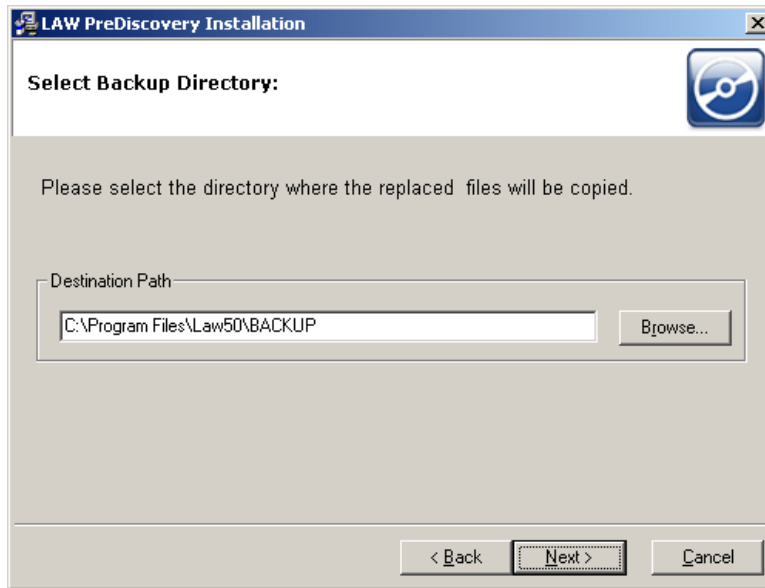 LAW PreDiscovery Installation
Select Backup Directory:
Please select the directory where the replaced  files will be copied.
Destination Path
C:\Program Files\Law50\BACKUP
Browse...
< Back
Next >
Cancel